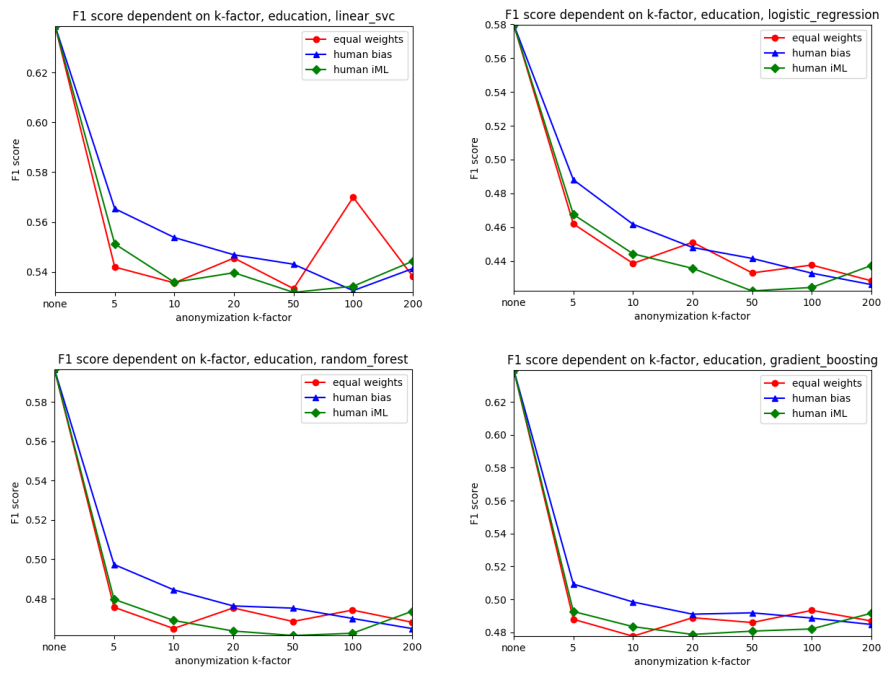 F1 score dependent on k-factor, education, linear_svc
equal weights
human bias
human iML
0.62
0.60
0.58
0.56
0.54
F1 score
none 5 10 20 50 100 200
anonymization k-factor
F1 score dependent on k-factor, education, logistic_regression
equal weights
human bias
human iML
0.58
0.56
0.54
0.52
0.50
0.48
0.46
0.44
F1 score
none 5 10 20 50 100 200
anonymization k-factor
F1 score dependent on k-factor, education, random_forest
equal weights
human bias
human iML
0.58
0.56
0.54
0.52
0.50
0.48
F1 score
none 5 10 20 50 100 200
anonymization k-factor
F1 score dependent on k-factor, education, gradient_boosting
equal weights
human bias
human iML
0.62
0.60
0.58
0.56
0.54
0.52
0.50
0.48
F1 score
none 5 10 20 50 100 200
anonymization k-factor